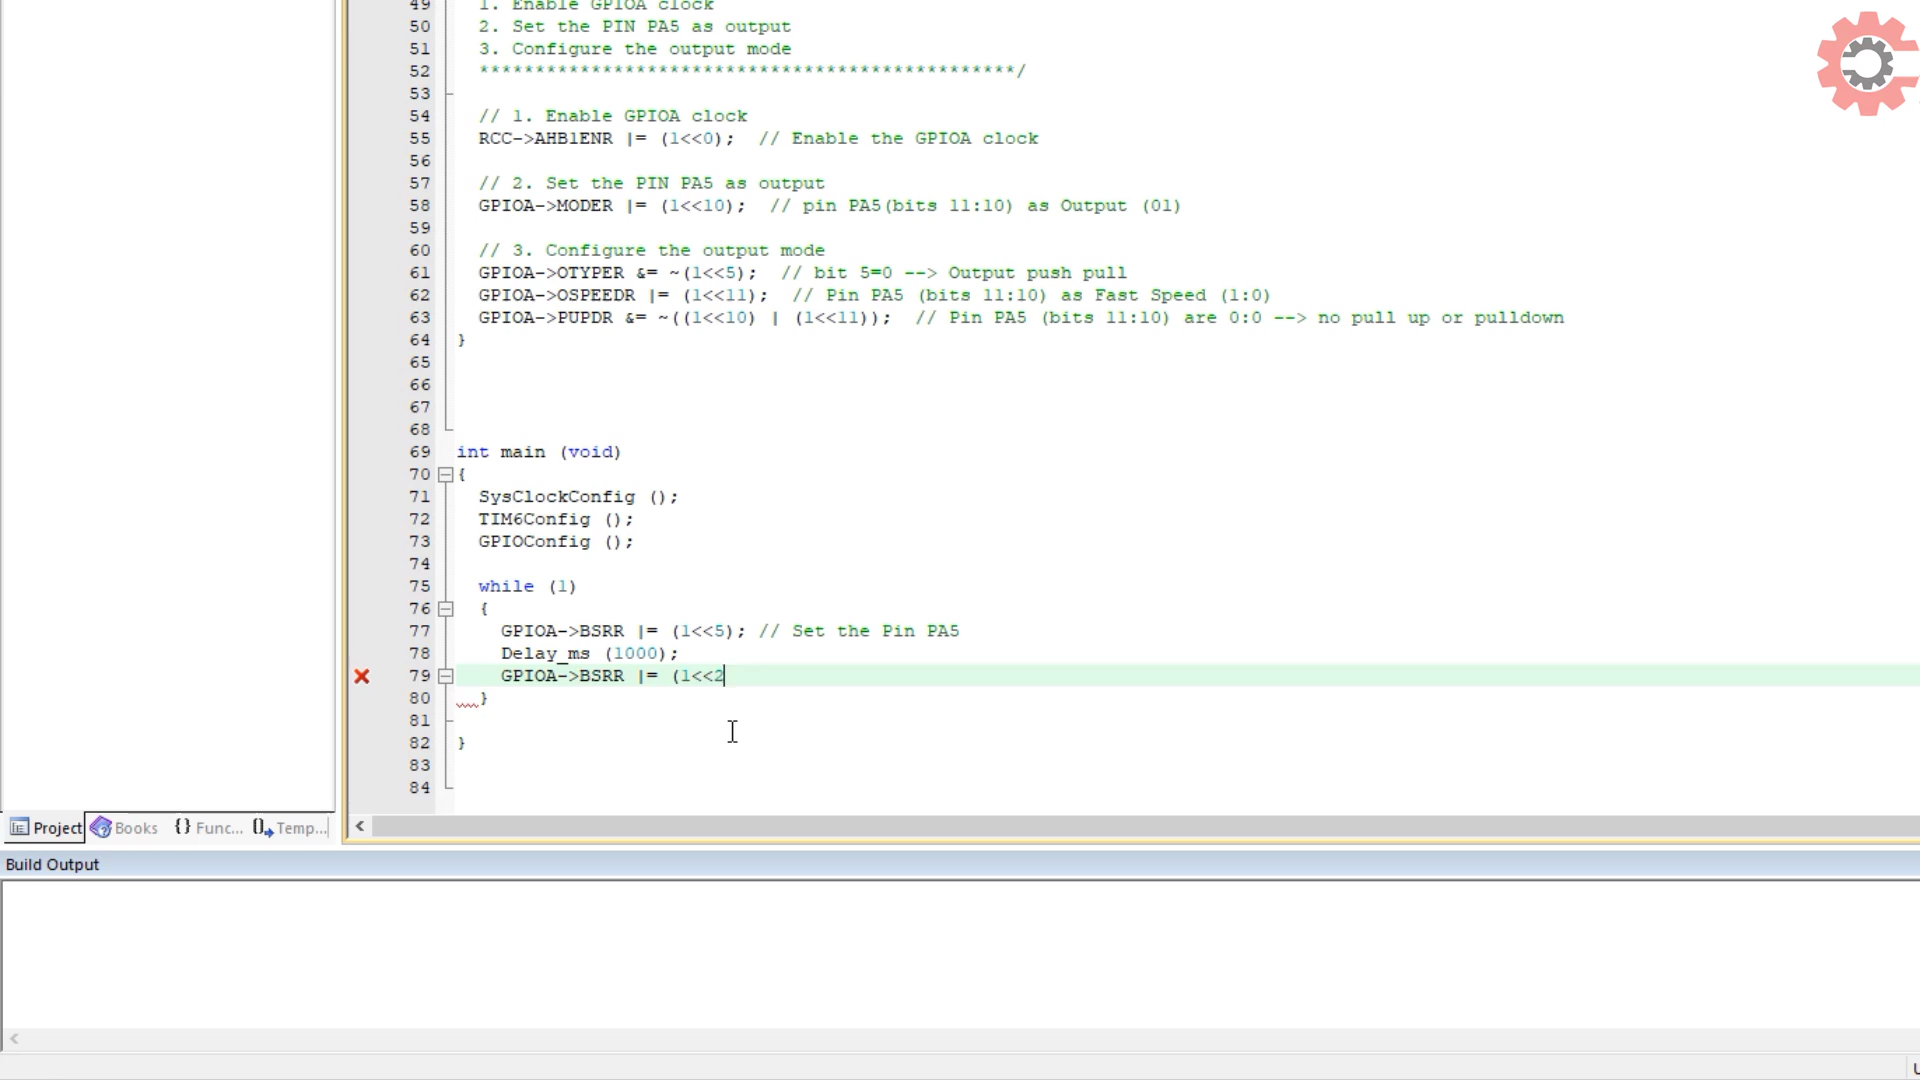 49 1. Enable GPIOA clock
50 2. Set the PIN PA5 as output
51 3. Configure the output mode
52 ************************************************/
53
54 // 1. Enable GPIOA clock
55 RCC->AHB1ENR |= (1<<0);  // Enable the GPIOA clock
56
57 // 2. Set the PIN PA5 as output
58 GPIOA->MODER |= (1<<10);  // pin PA5(bits 11:10) as Output (01)
59
60 // 3. Configure the output mode
61 GPIOA->OTYPER &= ~(1<<5);  // bit 5=0 --> Output push pull
62 GPIOA->OSPEEDR |= (1<<11);  // Pin PA5 (bits 11:10) as Fast Speed (1:0)
63 GPIOA->PUPDR &= ~((1<<10) | (1<<11));  // Pin PA5 (bits 11:10) are 0:0 --> no pull up or pulldown
64 }
65
66
67
68
69 int main (void)
70 {
71 SysClockConfig ();
72 TIM6Config ();
73 GPIOConfig ();
74
75 while (1)
76 {
77 GPIOA->BSRR |= (1<<5); // Set the Pin PA5
78 Delay_ms (1000);
79 GPIOA->BSRR |= (1<<2
80 }
81
82 }
83
84
Project Books {} Func... Temp...
Build Output